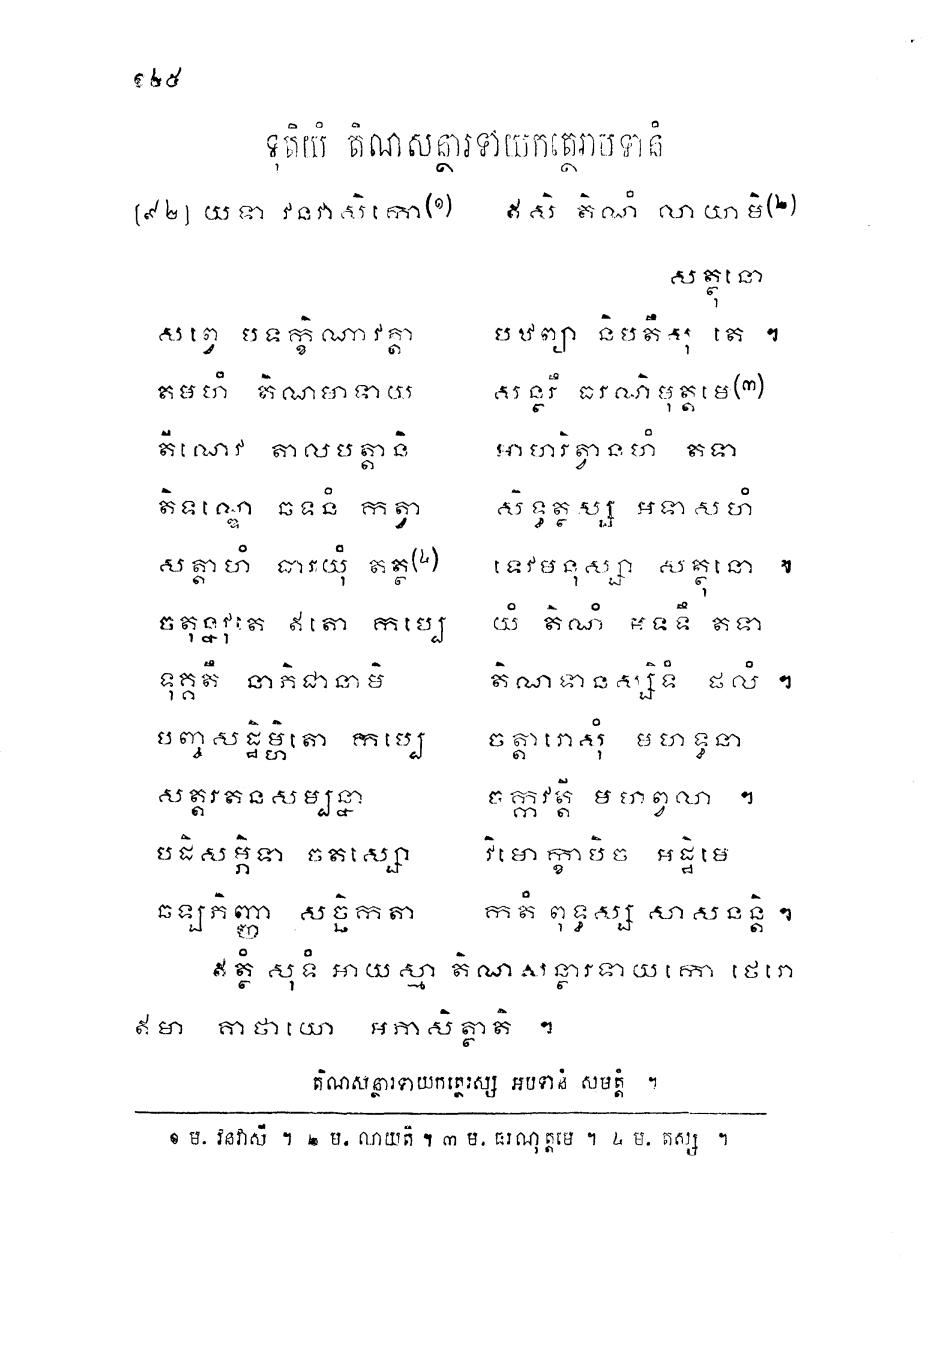 ១៤៥
ទុតិយំ តិណសន្ថារទាយកត្ថេរាបទានំ
[៩២] យទា វនវាសិកោ(១) ឥសិ តិណំ លាយាមិ(២)
សត្ថុនោ
សព្វេ បទក្ខិណាវត្តា បឋព្យា និបតឹសុ តេ ។
តមហំ តិណមាទាយ សន្ថរឹ ធរណិមុត្តមេ(៣)
តីណេវ តាលបត្តានិ អាហរិត្វានហំ តទា
តិទណ្ឌេ ឆទនំ កត្វា សិទ្ធត្ថស្ស អទាសហំ
សត្តាហំ ធារយុំ តត្ថ(៤) ទេវមនុស្សា សត្ថុនោ ។
ចតុន្នវុតេ ឥតោ កប្បេ យំ តិណំ អទទឹ តទា
ទុគ្គតឹ នាភិជានាមិ តិណទានស្សិទំ ផលំ ។
បញ្ចសដ្ឋិម្ហិតោ កប្បេ ចត្តារោសុំ មហទ្ធនា
សត្តរតនសម្បន្នា ចក្កវត្តី មហព្វលា ។
បដិសម្ភិទា ចតស្សោ វិមោក្ខាបិច អដ្ឋិមេ
ឆឡភិញ្ញា សច្ឆិកតា កតំ ពុទ្ធស្ស សាសនន្តិ ។
ឥត្ថំ សុទំ អាយស្មា តិណសន្ថារទាយកោ ថេរោ
ឥមា គាថាយោ អភាសិត្ថាតិ ។
តិណសន្ថារទាយកត្ថេរស្ស អបទានំ សមត្តំ ។
១ ម. វនវាសី ។ ២ ម. លាយតិ ។ ៣ ម. ធរណុត្តមេ ។ ៤ ម. តស្ស ។